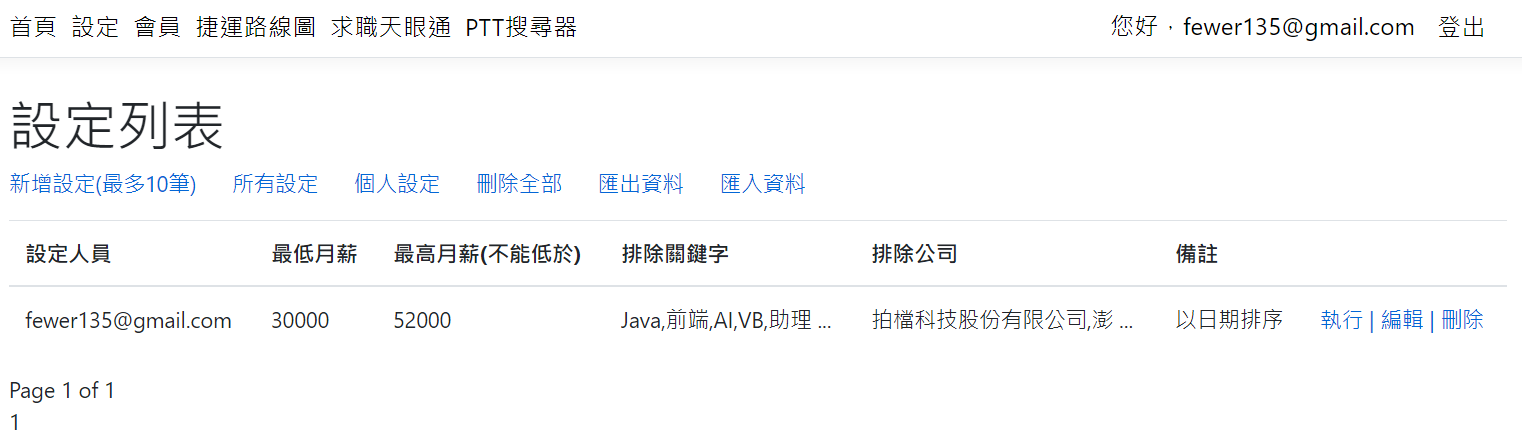 首頁 設定 會員 捷運路線圖 求職天眼通 PTT搜尋器 您好，fewer135@gmail.com 登出
設定列表
新增設定(最多10筆) 所有設定 個人設定 刪除全部 匯出資料 匯入資料
設定人員 最低月薪 最高月薪(不能低於) 排除關鍵字 排除公司 備註
fewer135@gmail.com 30000 52000 Java,前端,AI,VB,助理 ... 拍檔科技股份有限公司,澎 ... 以日期排序 執行 | 編輯 | 刪除
Page 1 of 1
1